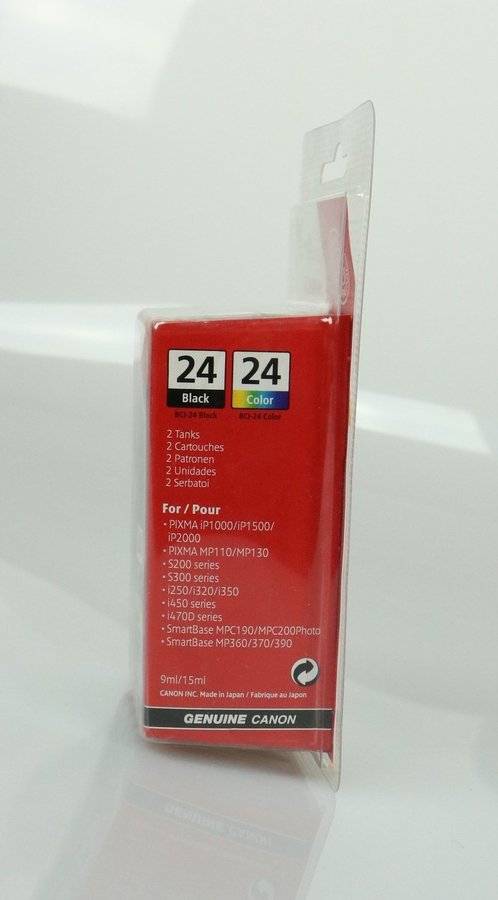 24 24
Black Color
BCI-24 Black BCI-24 Color
2 Tanks
2 Cartouches
2 Patronen
2 Unidades
2 Serbatoi
For / Pour
• PIXMA iP1000/iP1500/
iP2000
• PIXMA MP110/MP130
• S200 series
• S300 series
• i250/i320/i350
• i450 series
• i470D series
• SmartBase MPC190/MPC200Photo
• SmartBase MP360/370/390
9ml/15ml
CANON INC. Made in Japan / Fabrique au Japon
GENUINE CANON